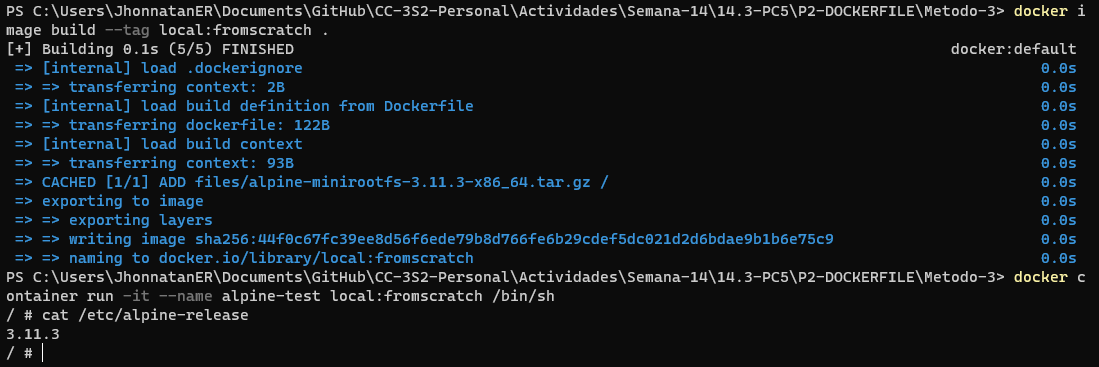 PS C:\Users\JhonnatanER\Documents\GitHub\CC-3S2-Personal\Actividades\Semana-14\14.3-PC5\P2-DOCKERFILE\Metodo-3> docker i
mage build --tag local:fromscratch .
[+] Building 0.1s (5/5) FINISHED docker:default
=> [internal] load .dockerignore 0.0s
=> => transferring context: 2B 0.0s
=> [internal] load build definition from Dockerfile 0.0s
=> => transferring dockerfile: 122B 0.0s
=> [internal] load build context 0.0s
=> => transferring context: 93B 0.0s
=> CACHED [1/1] ADD files/alpine-minirootfs-3.11.3-x86_64.tar.gz / 0.0s
=> exporting to image 0.0s
=> => exporting layers 0.0s
=> => writing image sha256:44f0c67fc39ee8d56f6ede79b8d766fe6b29cdef5dc021d2d6bdae9b1b6e75c9 0.0s
=> => naming to docker.io/library/local:fromscratch 0.0s
PS C:\Users\JhonnatanER\Documents\GitHub\CC-3S2-Personal\Actividades\Semana-14\14.3-PC5\P2-DOCKERFILE\Metodo-3> docker c
ontainer run -it --name alpine-test local:fromscratch /bin/sh
/ # cat /etc/alpine-release
3.11.3
/ #